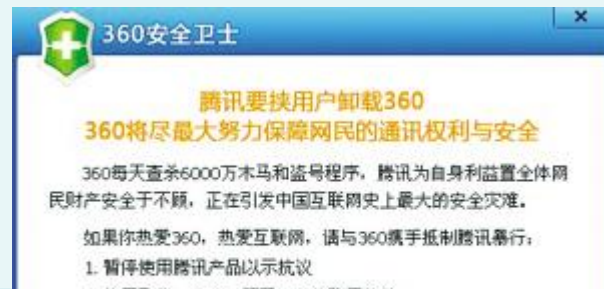 360安全卫士
腾讯要挟用户卸载360
360将尽最大努力保障网民的通讯权利与安全
360每天查杀6000万木马和盗号程序，腾讯为自身利益置全体网
民财产安全于不顾，正在引发中国互联网史上最大的安全灾难。
如果你热爱360，热爱互联网，请与360携手抵制腾讯暴行：
1. 暂停使用腾讯产品以示抗议